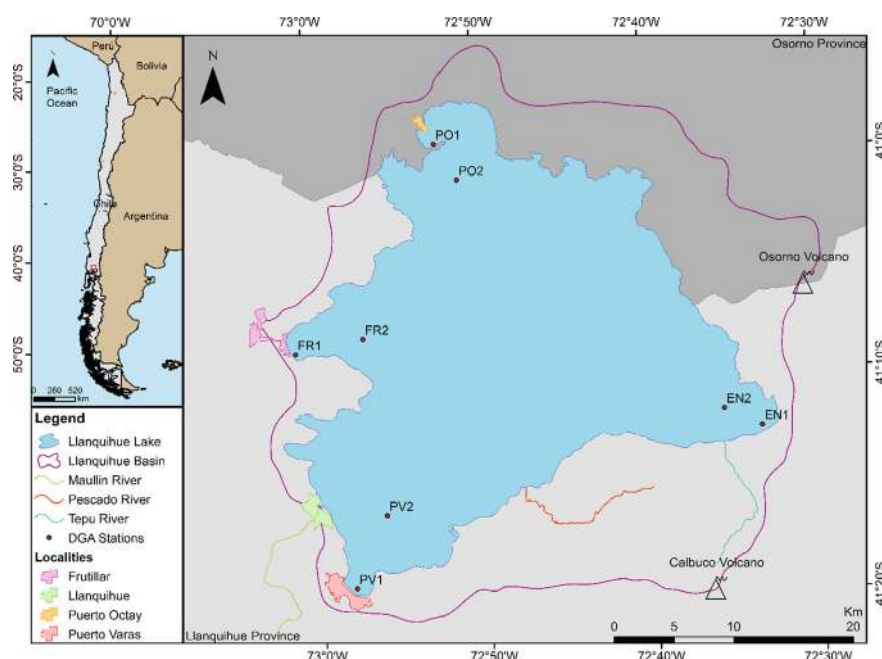 70°0'W
73°0'W
72°50'W
72°40'W
72°30'W
Perú
Bolivia
Pacific
Ocean
Chile
Argentina
20°0'S
30°0'S
40°0'S
50°0'S
0 260 520
km
N
Osorno Province
PO1
PO2
Osorno Volcano
FR1
FR2
EN2
EN1
PV2
PV1
Calbuco Volcano
Llanquihue Province
41°0'S
41°10'S
41°20'S
Km
0 5 10 20
Legend
Llanquihue Lake
Llanquihue Basin
Maullin River
Pescado River
Tepu River
DGA Stations
Localities
Frutillar
Llanquihue
Puerto Octay
Puerto Varas
73°0'W
72°50'W
72°40'W
72°30'W